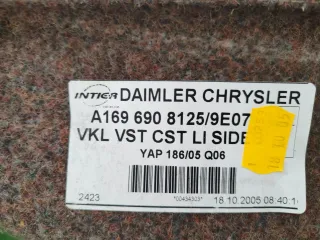 INTIER DAIMLER CHRYSLER
A169 690 8125/9E07
VKL VST CST LI SIDE
YAP 186/05 Q06
2423 *00434303* 18.10.2005 08:40:1